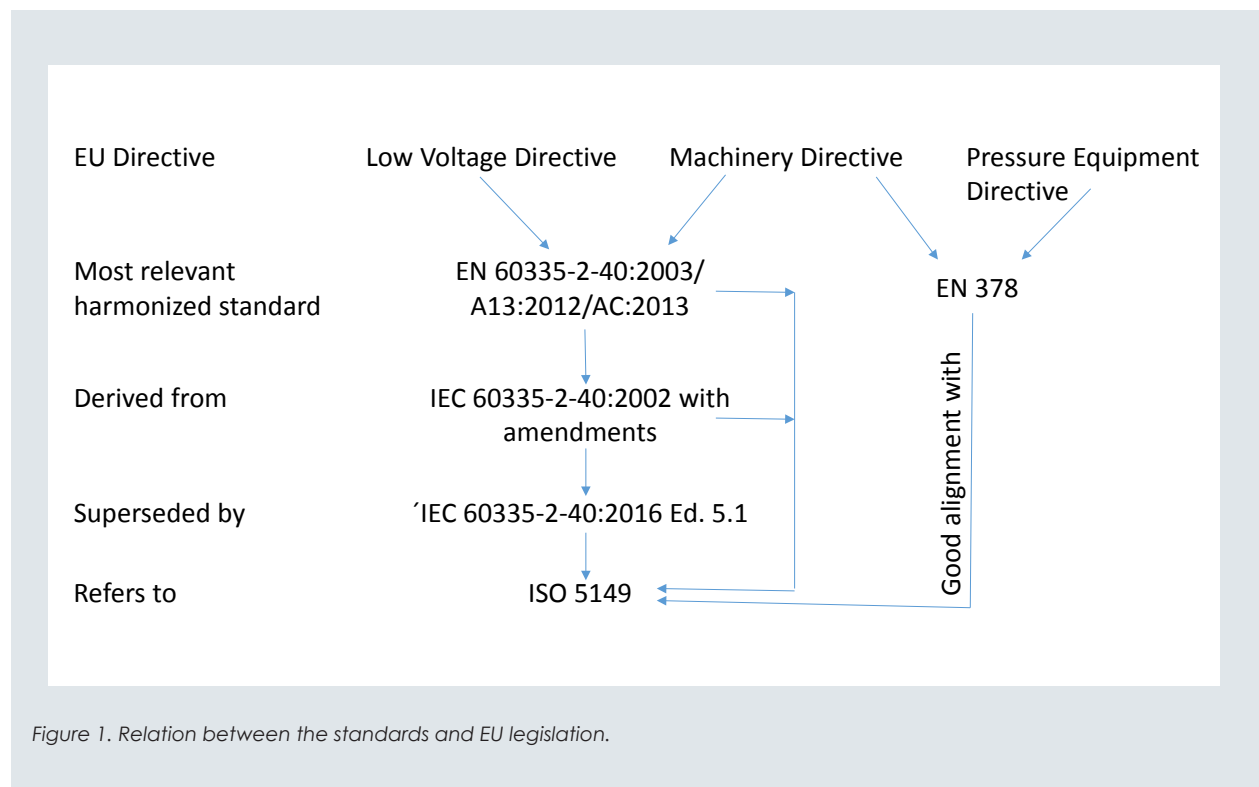 EU Directive
Low Voltage Directive
Machinery Directive
Pressure Equipment
Directive
Most relevant
harmonized standard
EN 60335-2-40:2003/
A13:2012/AC:2013
EN 378
Derived from
IEC 60335-2-40:2002 with
amendments
Good alignment with
Superseded by
´IEC 60335-2-40:2016 Ed. 5.1
Refers to
ISO 5149
Figure 1. Relation between the standards and EU legislation.